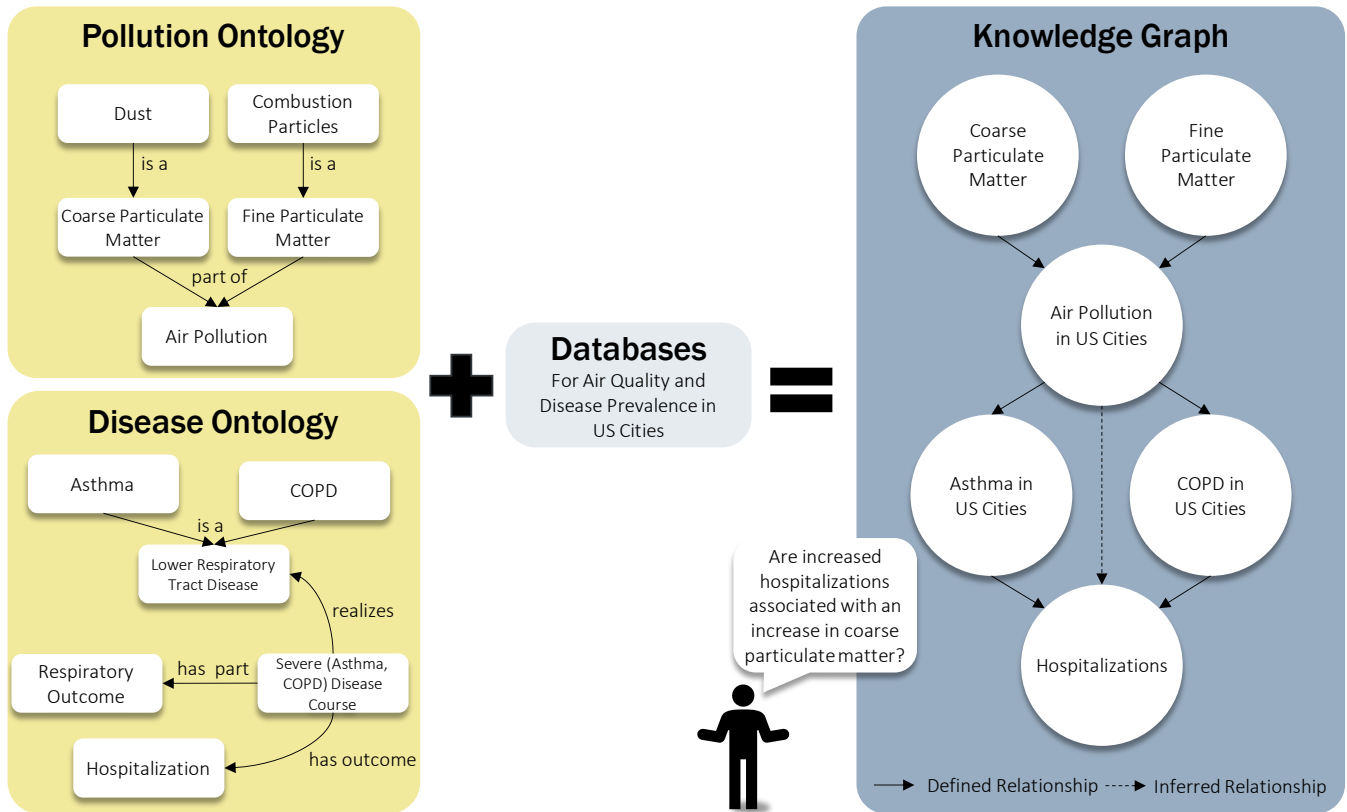 Pollution Ontology
Dust
Combustion
Particles
is a
is a
Coarse Particulate
Matter
Fine Particulate
Matter
part of
Air Pollution
Disease Ontology
Asthma
COPD
is a
Lower Respiratory
Tract Disease
realizes
Respiratory
Outcome
has part
Severe (Asthma,
COPD) Disease
Course
Hospitalization
has outcome
Databases
For Air Quality and
Disease Prevalence in
US Cities
Are increased
hospitalizations
associated with an
increase in coarse
particulate matter?
Knowledge Graph
Coarse
Particulate
Matter
Fine
Particulate
Matter
Air Pollution
in US Cities
Asthma in
US Cities
COPD in
US Cities
Hospitalizations
Defined Relationship
Inferred Relationship